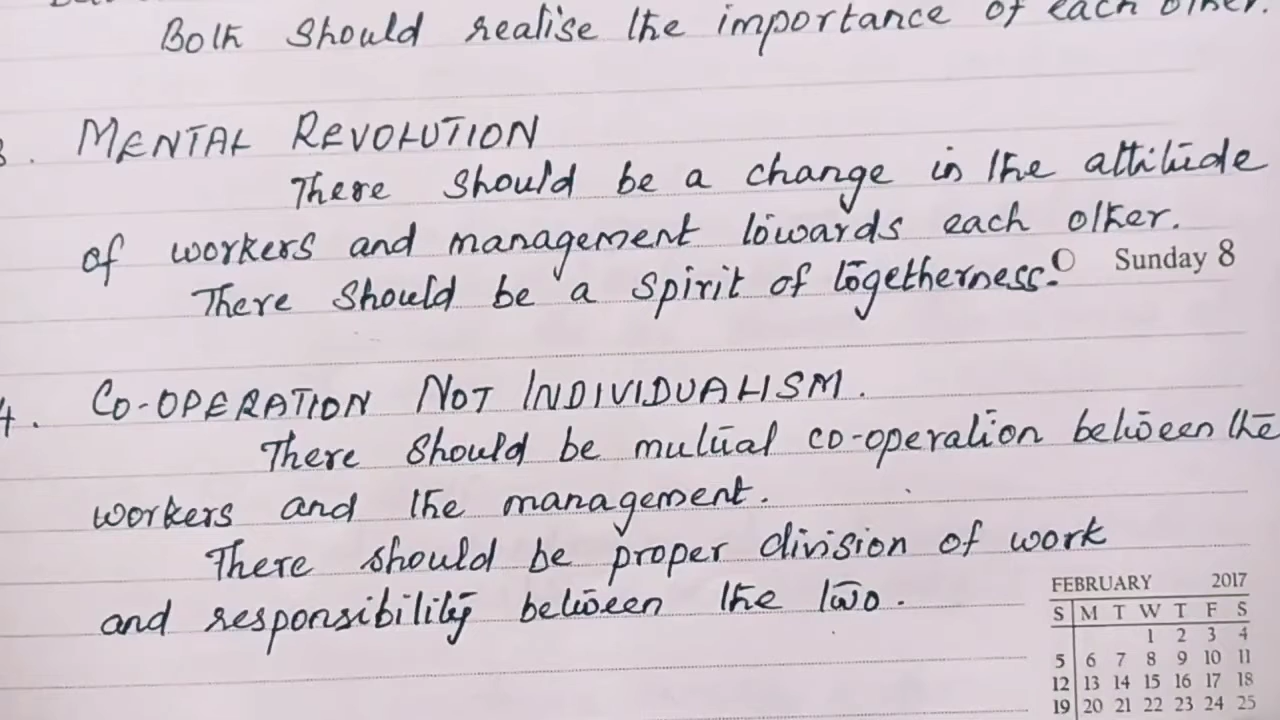 Both should realise the importance of each other.
3. MENTAL REVOLUTION
There should be a change in the attitude
of workers and management towards each other.
There should be a spirit of togetherness.
Sunday 8
4. CO-OPERATION NOT INDIVIDUALISM.
There should be mutual co-operation between the
workers and the management.
There should be proper division of work
and responsibility between the two.
FEBRUARY 2017
S M T W T F S
1 2 3 4
5 6 7 8 9 10 11
12 13 14 15 16 17 18
19 20 21 22 23 24 25